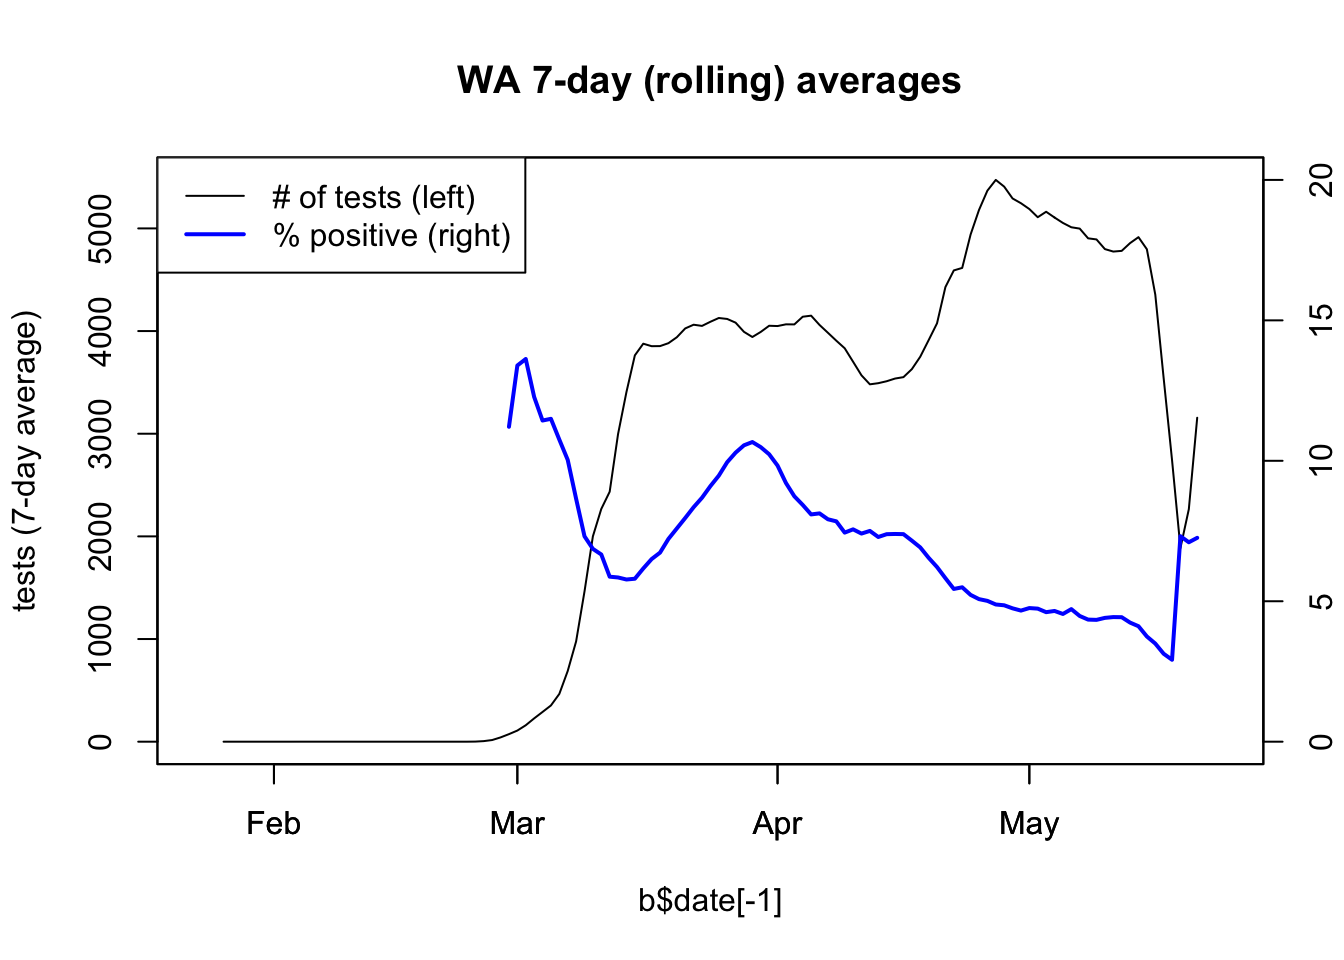 WA 7-day (rolling) averages
# of tests (left)
% positive (right)
tests (7-day average)
5000
4000
3000
2000
1000
0
20
15
10
5
0
Feb Mar Apr May
b$date[-1]